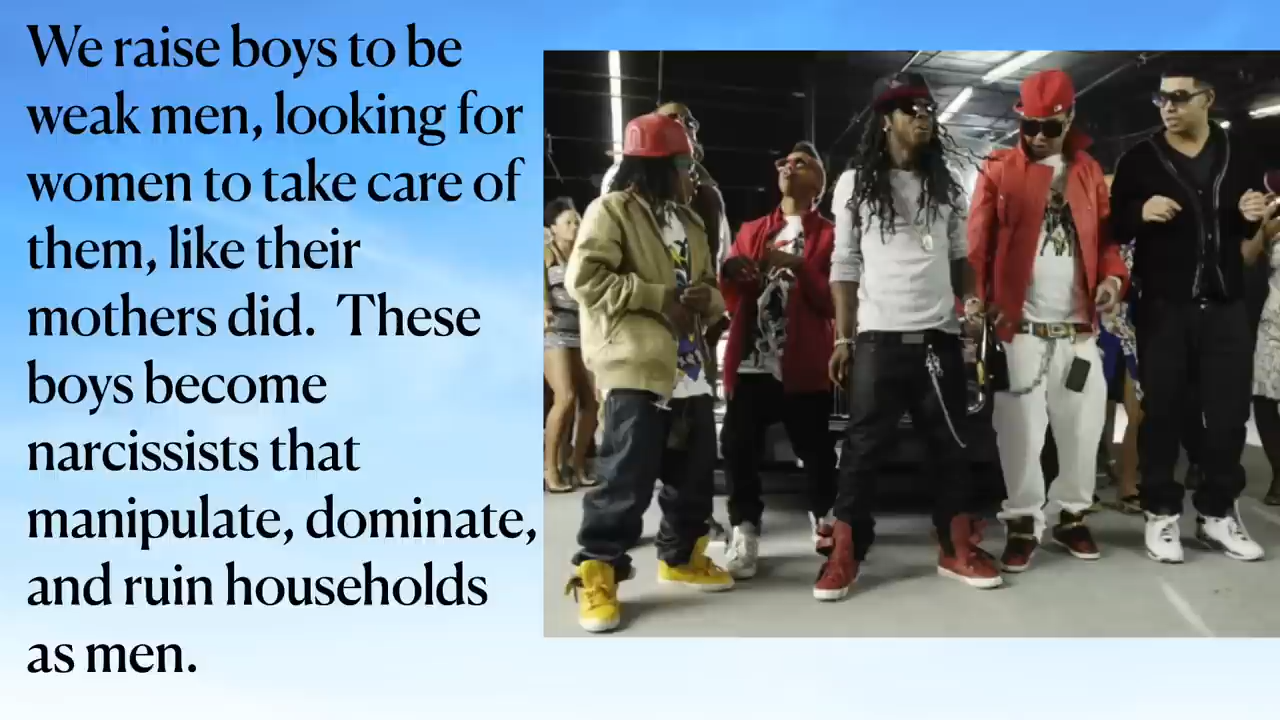 We raise boys to be
weak men, looking for
women to take care of
them, like their
mothers did.  These
boys become
narcissists that
manipulate, dominate,
and ruin households
as men.